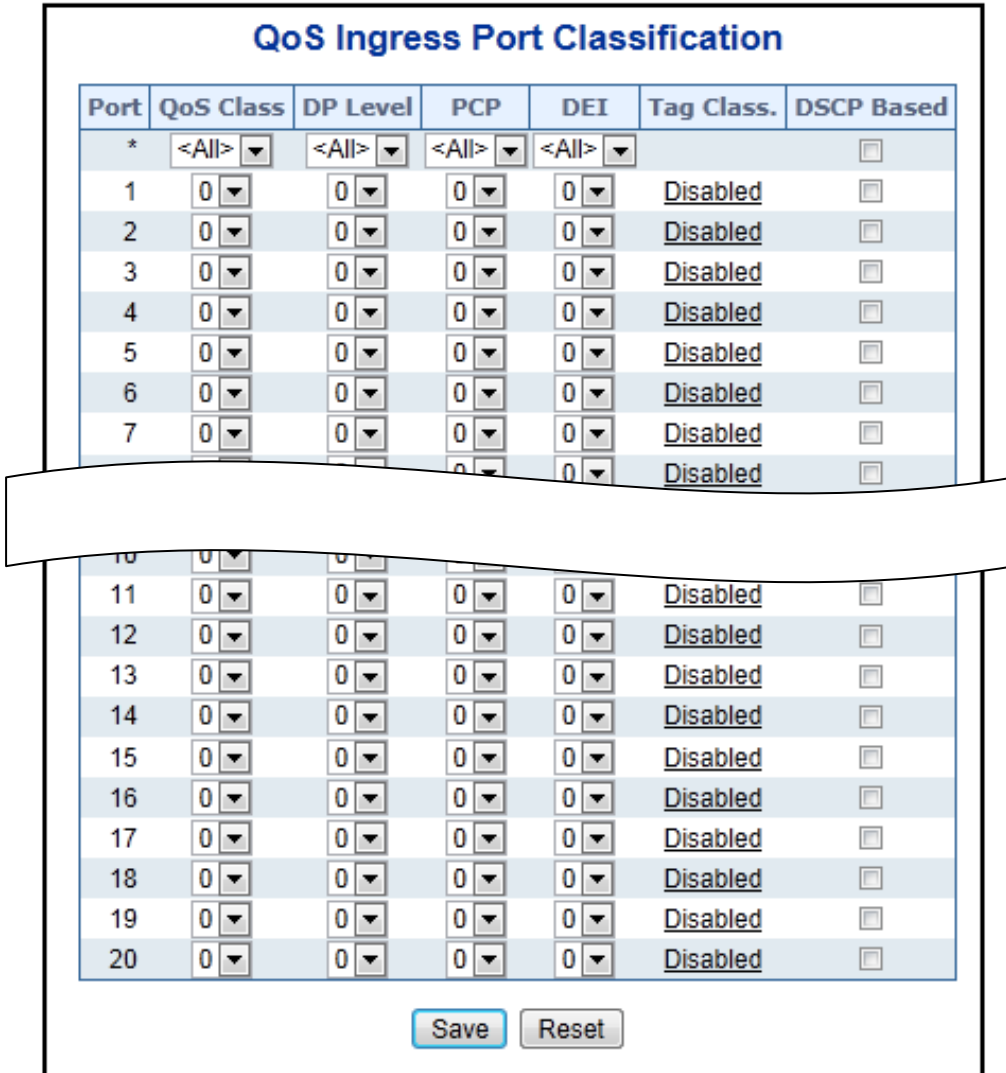 QoS Ingress Port Classification
Port QoS Class DP Level PCP DEI Tag Class. DSCP Based
* <All> <All> <All> <All>
1 0 0 0 0 Disabled
2 0 0 0 0 Disabled
3 0 0 0 0 Disabled
4 0 0 0 0 Disabled
5 0 0 0 0 Disabled
6 0 0 0 0 Disabled
7 0 0 0 0 Disabled
0 0 Disabled
10 0 0
11 0 0 0 0 Disabled
12 0 0 0 0 Disabled
13 0 0 0 0 Disabled
14 0 0 0 0 Disabled
15 0 0 0 0 Disabled
16 0 0 0 0 Disabled
17 0 0 0 0 Disabled
18 0 0 0 0 Disabled
19 0 0 0 0 Disabled
20 0 0 0 0 Disabled
Save Reset